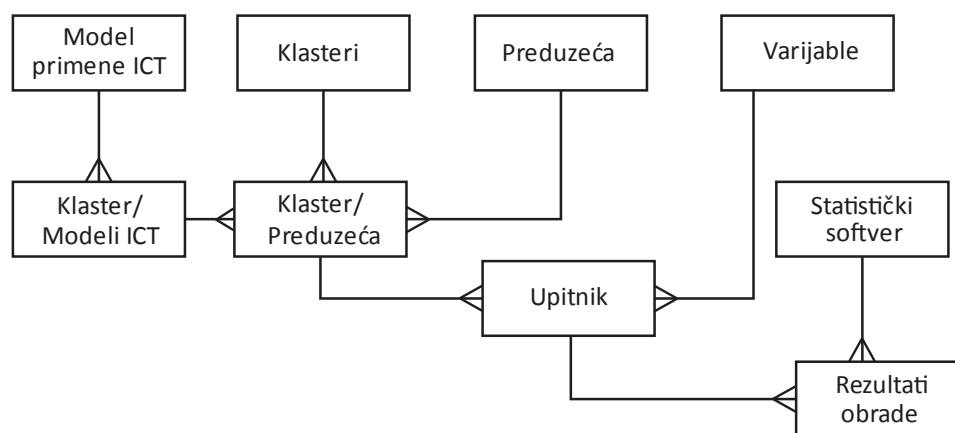 Model
primene ICT
Klasteri
Preduzeća
Varijable
Klaster/
Modeli ICT
Klaster/
Preduzeća
Statistički
softver
Upitnik
Rezultati
obrade